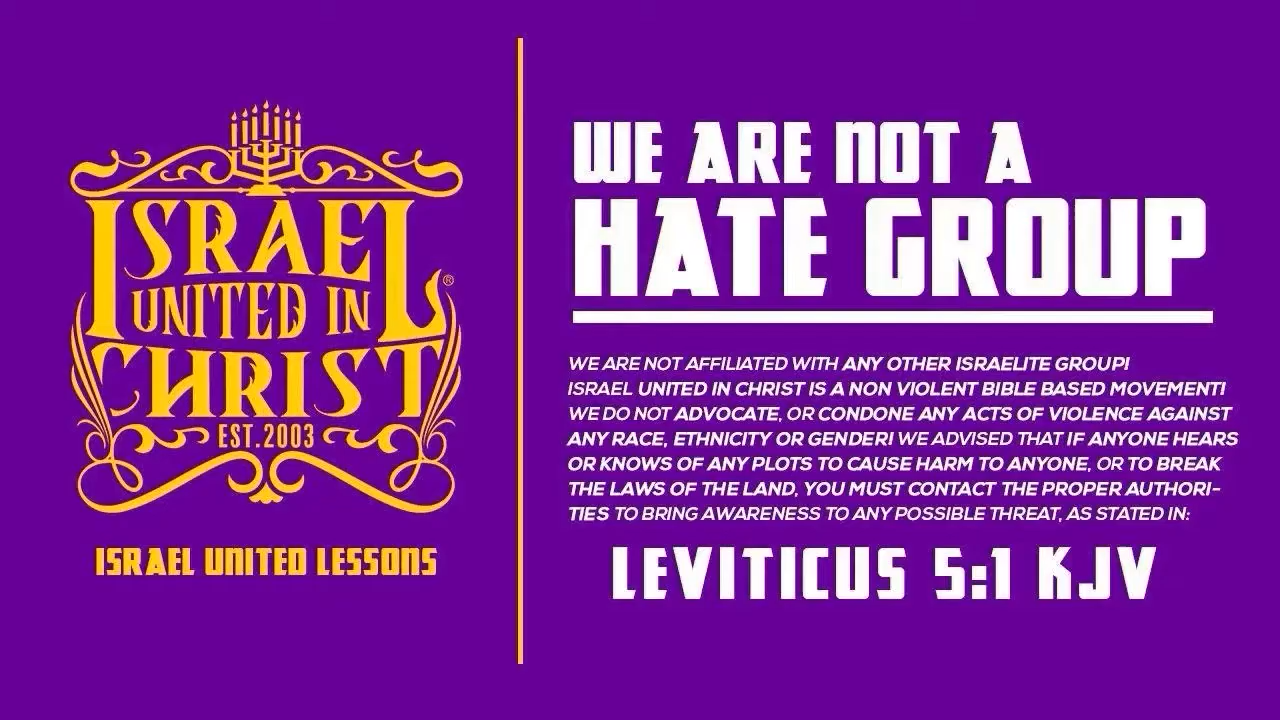 ISRAEL
UNITED IN
CHRIST
®
EST.2003
ISRAEL UNITED LESSONS
WE ARE NOT A
HATE GROUP
WE ARE NOT AFFILIATED WITH ANY OTHER ISRAELITE GROUP!
ISRAEL UNITED IN CHRIST IS A NON VIOLENT BIBLE BASED MOVEMENT!
WE DO NOT ADVOCATE, OR CONDONE ANY ACTS OF VIOLENCE AGAINST
ANY RACE, ETHNICITY OR GENDER! WE ADVISED THAT IF ANYONE HEARS
OR KNOWS OF ANY PLOTS TO CAUSE HARM TO ANYONE, OR TO BREAK
THE LAWS OF THE LAND, YOU MUST CONTACT THE PROPER AUTHORI-
TIES TO BRING AWARENESS TO ANY POSSIBLE THREAT, AS STATED IN:
LEVITICUS 5:1 KJV